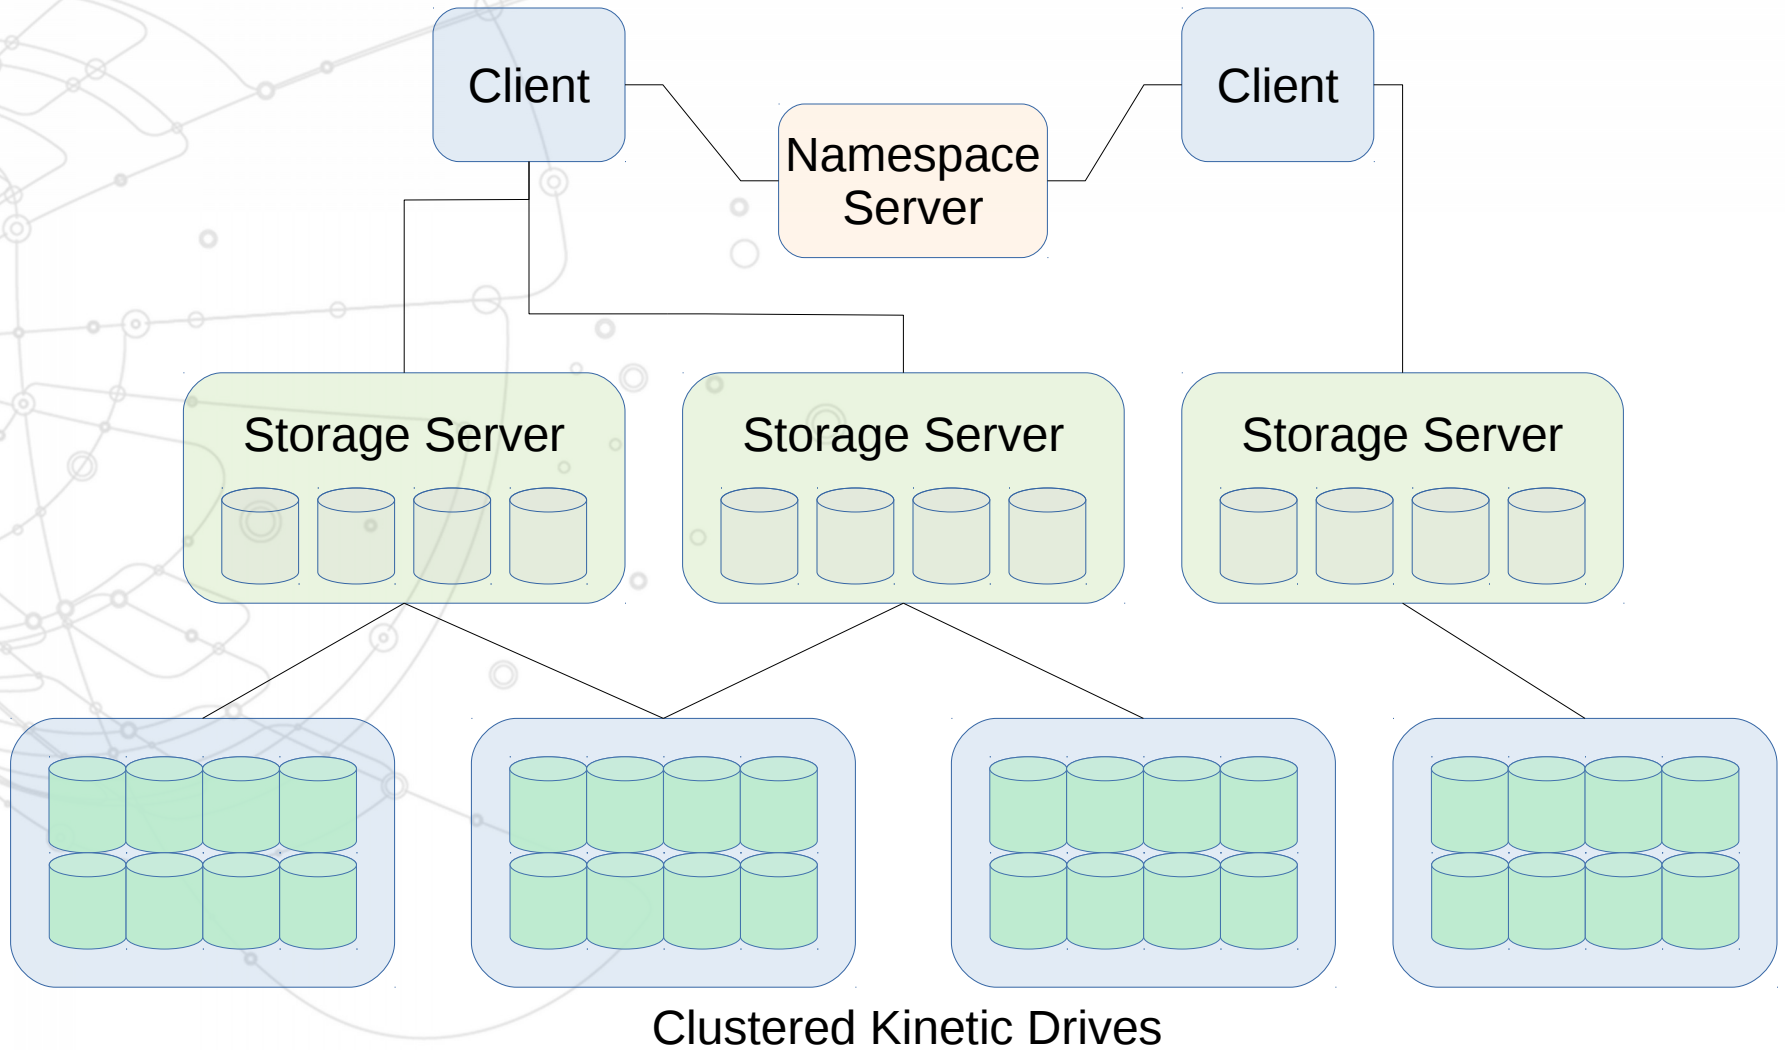 Client
Client
Namespace
Server
Storage Server
Storage Server
Storage Server
Clustered Kinetic Drives